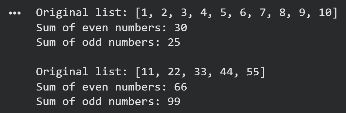 Original list: [1, 2, 3, 4, 5, 6, 7, 8, 9, 10]
Sum of even numbers: 30
Sum of odd numbers: 25

Original list: [11, 22, 33, 44, 55]
Sum of even numbers: 66
Sum of odd numbers: 99